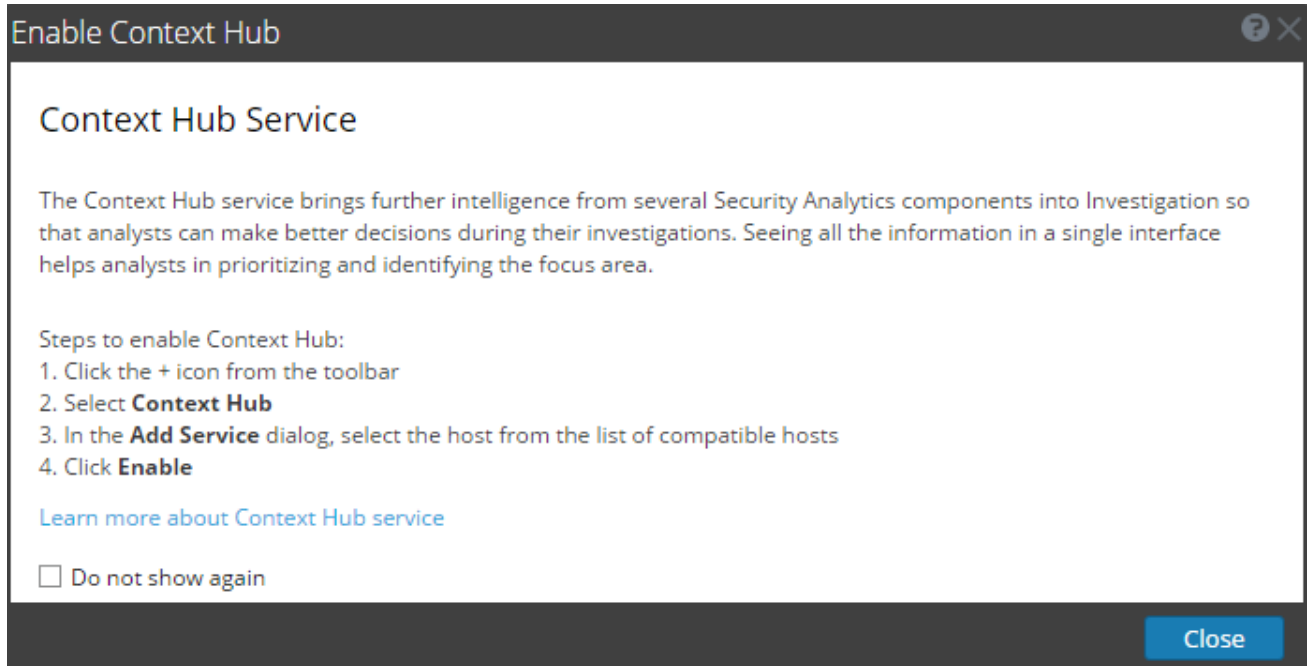 Enable Context Hub
Context Hub Service
The Context Hub service brings further intelligence from several Security Analytics components into Investigation so
that analysts can make better decisions during their investigations. Seeing all the information in a single interface
helps analysts in prioritizing and identifying the focus area.
Steps to enable Context Hub:
1. Click the + icon from the toolbar
2. Select Context Hub
3. In the Add Service dialog, select the host from the list of compatible hosts
4. Click Enable
Learn more about Context Hub service
Do not show again
Close